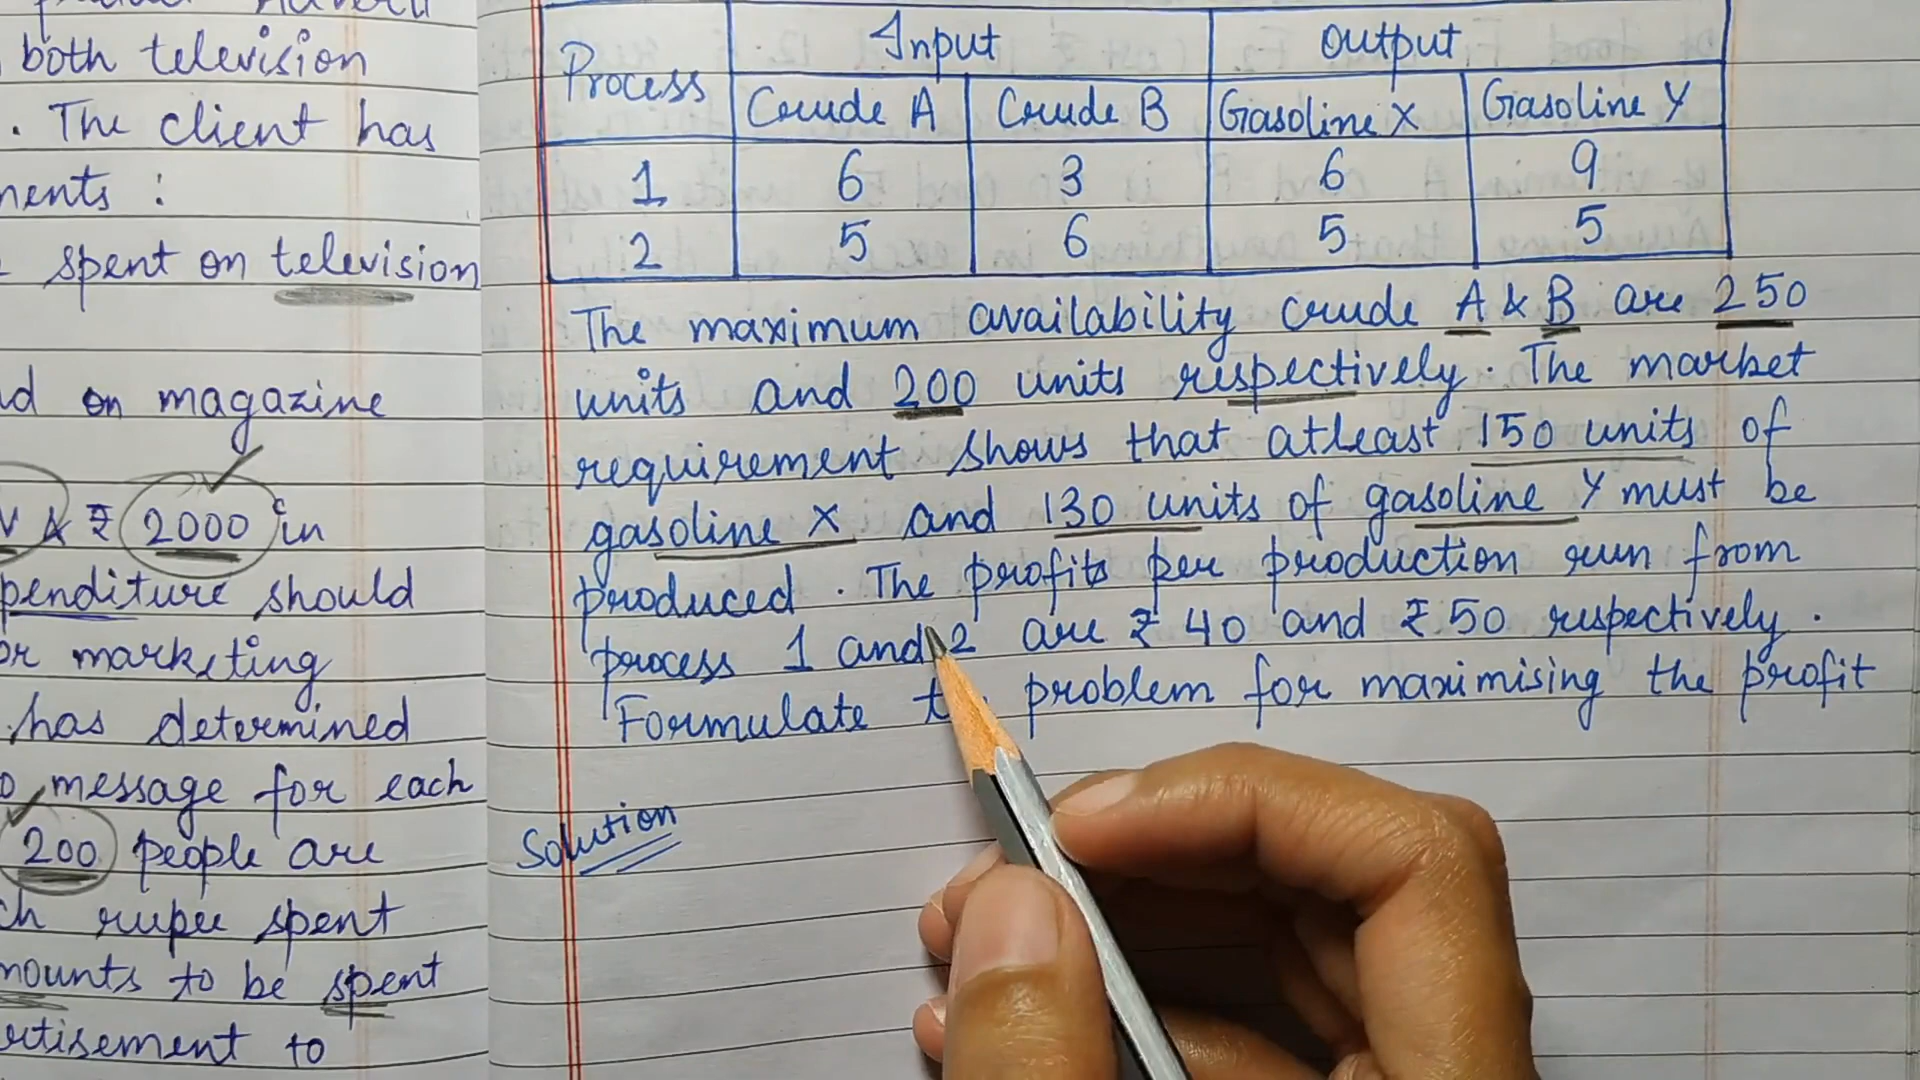 both television
. The client has
ments :
spent on television
on magazine
& ₹ 2000 in
penditure should
or marketing
has determined
message for each
200 people are
ch rupee spent
mounts to be spent
ertisement to
Process Input Output
Crude A Crude B Gasoline X Gasoline Y
1 6 3 6 9
2 5 6 5 5
The maximum availability crude A & B are 250
units and 200 units respectively. The market
requirement shows that atleast 150 units of
gasoline X and 130 units of gasoline Y must be
produced. The profits per production run from
process 1 and 2 are ₹ 40 and ₹ 50 respectively.
Formulate problem for maximising the profit
Solution